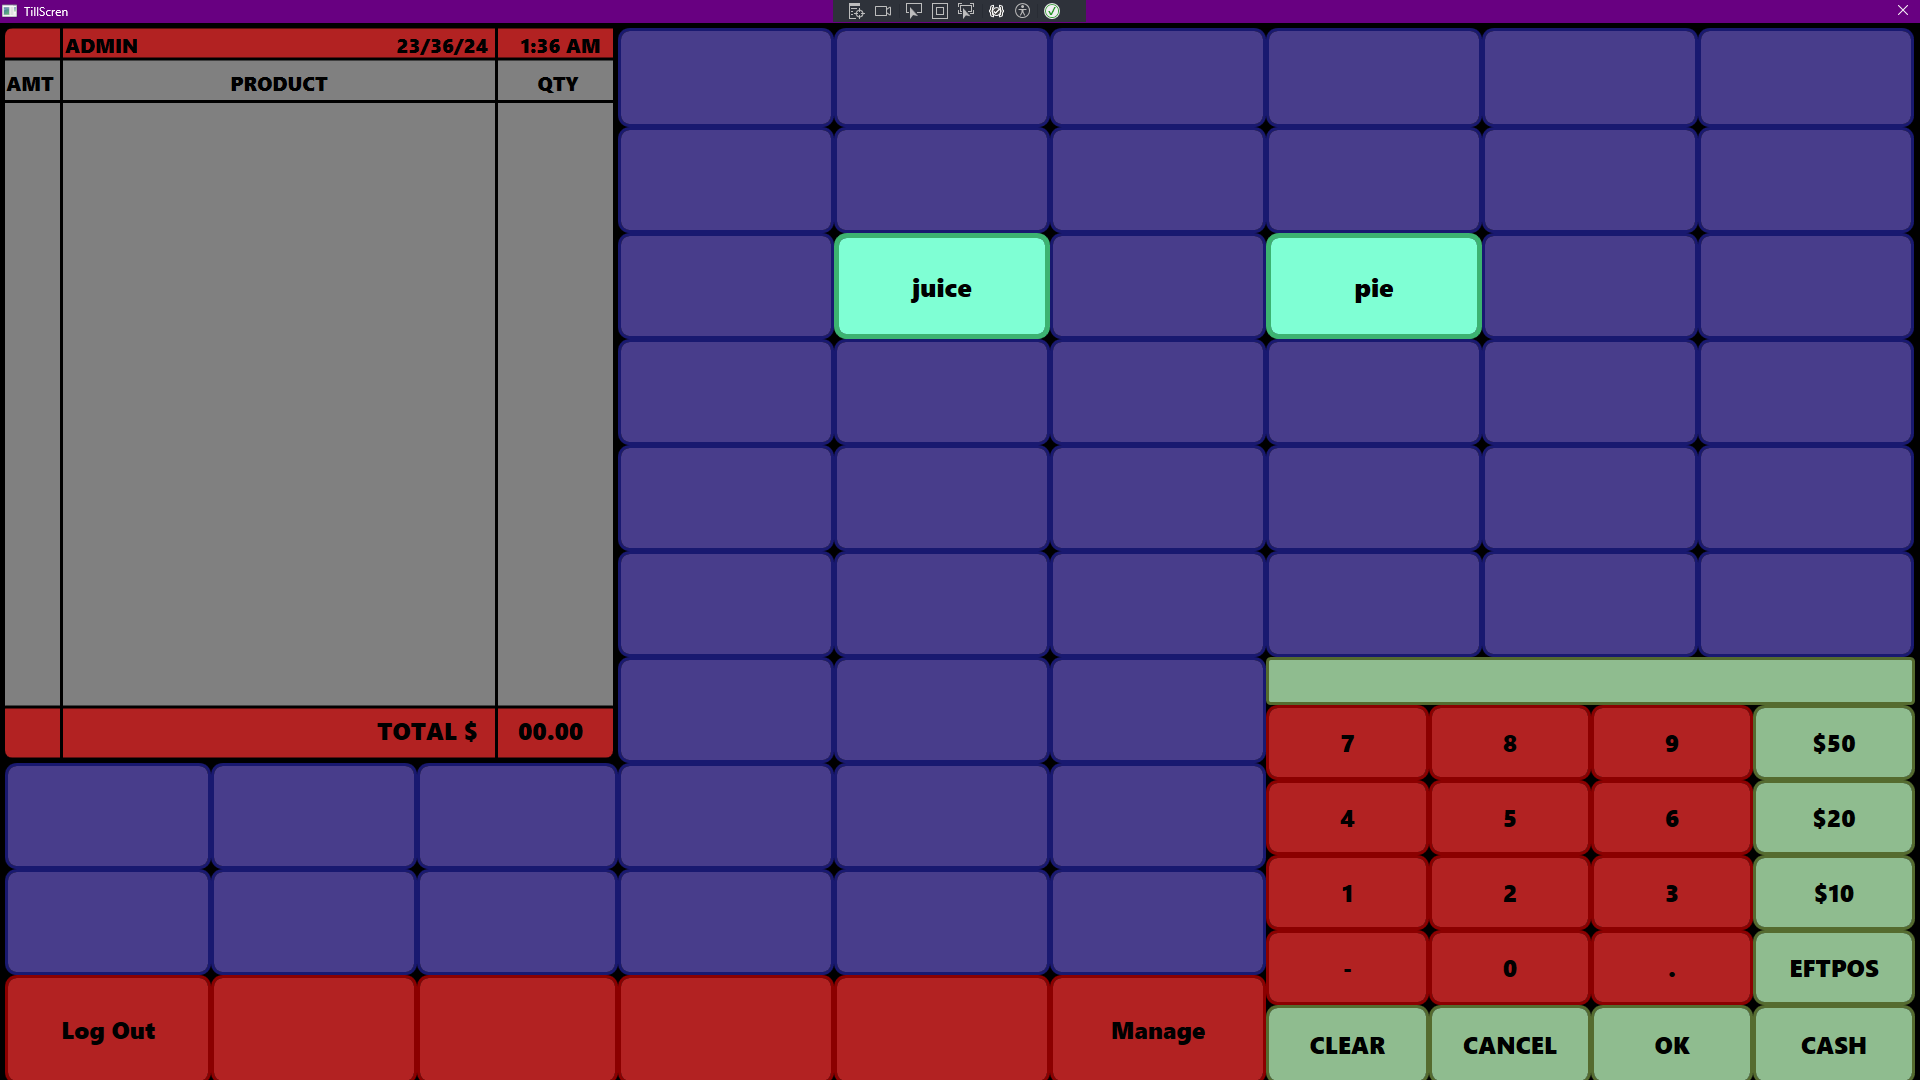 TillScren
ADMIN 23/36/24 1:36 AM
AMT PRODUCT QTY
juice pie
TOTAL $ 00.00
7 8 9 $50
4 5 6 $20
1 2 3 $10
- 0 . EFTPOS
Log Out Manage
CLEAR CANCEL OK CASH